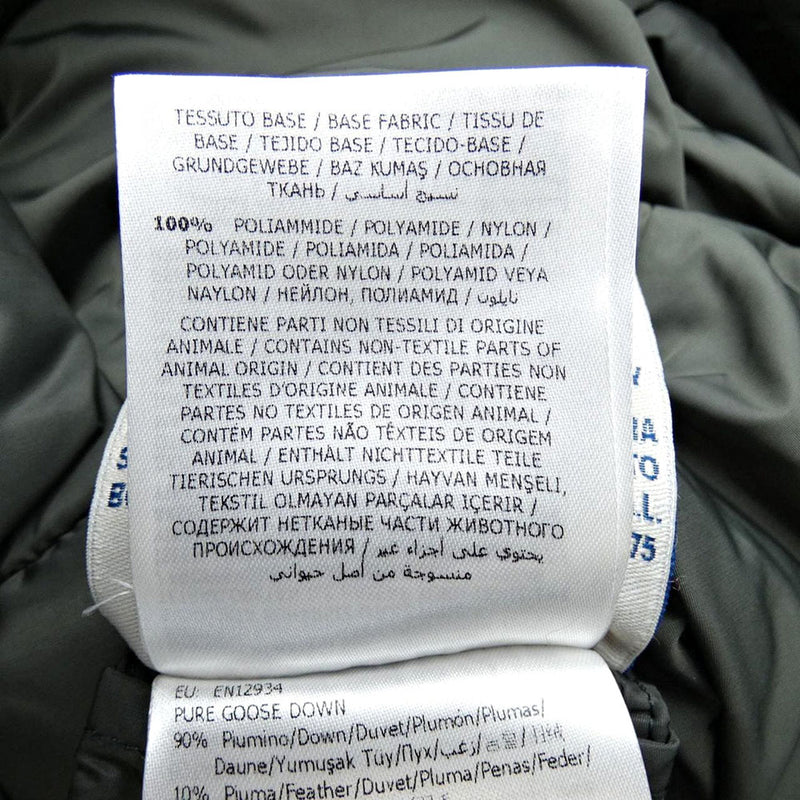 TESSUTO BASE / BASE FABRIC / TISSU DE
BASE / TEJIDO BASE / TECIDO-BASE /
GRUNDGEWEBE / BAZ KUMAŞ / ОСНОВНАЯ
ТКАНЬ / نسيج أساسي
100% POLIAMMIDE / POLYAMIDE / NYLON /
POLYAMIDE / POLIAMIDA / POLIAMIDA /
POLYAMID ODER NYLON / POLYAMID VEYA
NAYLON / НЕЙЛОН, ПОЛИАМИД / نايلون
CONTIENE PARTI NON TESSILI DI ORIGINE
ANIMALE / CONTAINS NON-TEXTILE PARTS OF
ANIMAL ORIGIN / CONTIENT DES PARTIES NON
TEXTILES D'ORIGINE ANIMALE / CONTIENE
PARTES NO TEXTILES DE ORIGEN ANIMAL /
CONTÉM PARTES NÃO TÊXTEIS DE ORIGEM
ANIMAL / ENTHÄLT NICHTTEXTILE TEILE
TIERISCHEN URSPRUNGS / HAYVAN MENŞELİ,
TEKSTİL OLMAYAN PARÇALAR İÇERİR /
СОДЕРЖИТ НЕТКАНЫЕ ЧАСТИ ЖИВОТНОГО
ПРОИСХОЖДЕНИЯ / يحتوي على أجزاء غير
منسوجة من أصل حيواني
EU: EN12934
PURE GOOSE DOWN
90% Piumino/Down/Duvet/Plumón/Plumas/
Daune/Yumuşak Tüy/Пух/زغب/
10% Piuma/Feather/Duvet/Pluma/Penas/Feder/
75